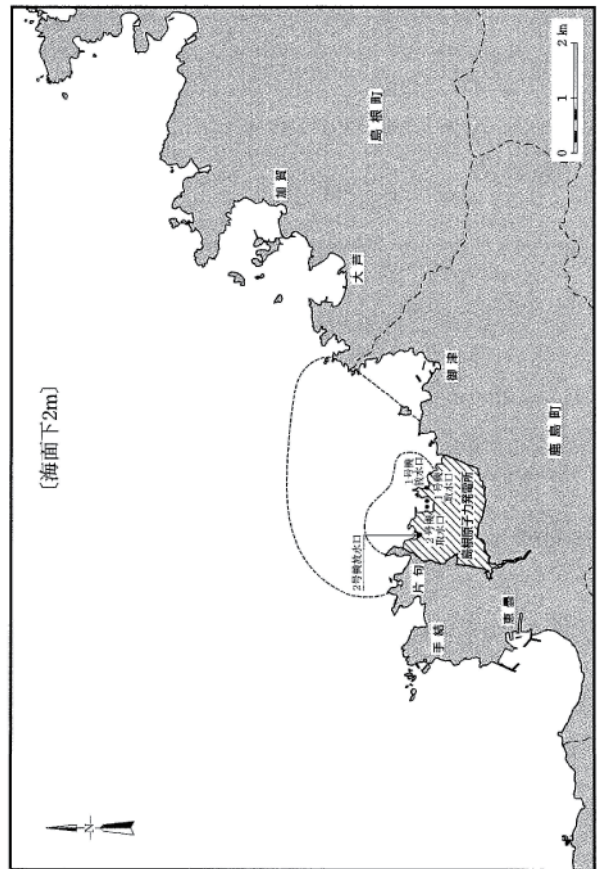 〔海面下2m〕
N
島根町
加賀
大芦
御津
鹿島町
1号機
放水口
1号機
取水口
2号機
取水口
2号機放水口
島根原子力発電所
片句
手結
恵曇
0 1 2 km